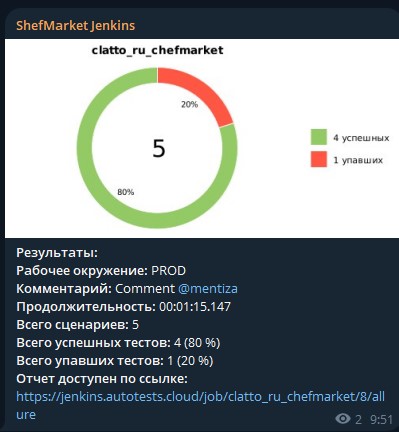 ShefMarket Jenkins
clatto_ru_chefmarket
20%
5
80%
4 успешных
1 упавших
Результаты:
Рабочее окружение: PROD
Комментарий: Comment @mentiza
Продолжительность: 00:01:15.147
Всего сценариев: 5
Всего успешных тестов: 4 (80 %)
Всего упавших тестов: 1 (20 %)
Отчет доступен по ссылке:
https://jenkins.autotests.cloud/job/clatto_ru_chefmarket/8/all
ure
2 9:51